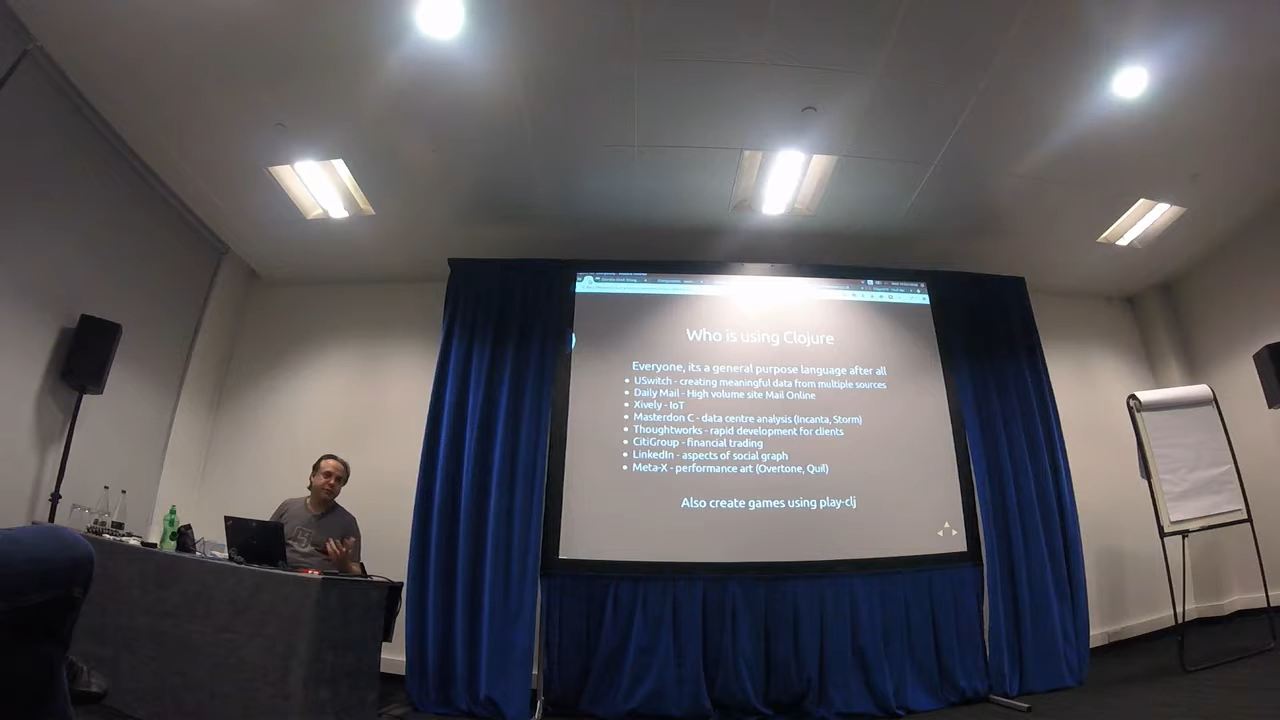 Who is using Clojure
Everyone, its a general purpose language after all
• USwitch - creating meaningful data from multiple sources
• Daily Mail - High volume site Mail Online
• Xively - IoT
• Masterdon C - data centre analysis (Incanta, Storm)
• Thoughtworks - rapid development for clients
• CitiGroup - financial trading
• LinkedIn - aspects of social graph
• Meta-X - performance art (Overtone, Quil)
Also create games using play-clj